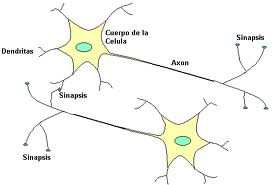 Cuerpo de la
Celula
Sinapsis
Dendritas
Axon
Sinapsis
Sinapsis